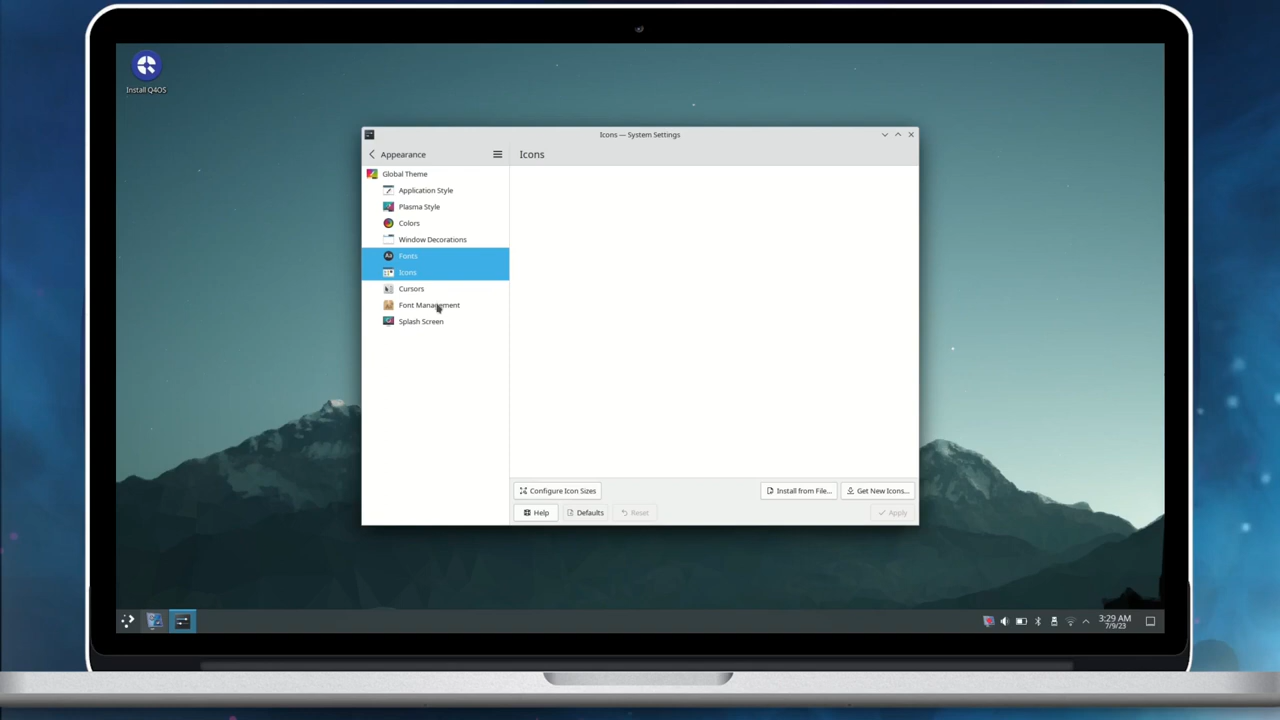 Install Q4OS
Icons — System Settings
Appearance
Icons
Global Theme
Application Style
Plasma Style
Colors
Window Decorations
Aa
Fonts
Icons
Cursors
Font Management
Splash Screen
Configure Icon Sizes
Install from File...
Get New Icons...
Help
Defaults
Reset
Apply
3:29 AM
7/9/23